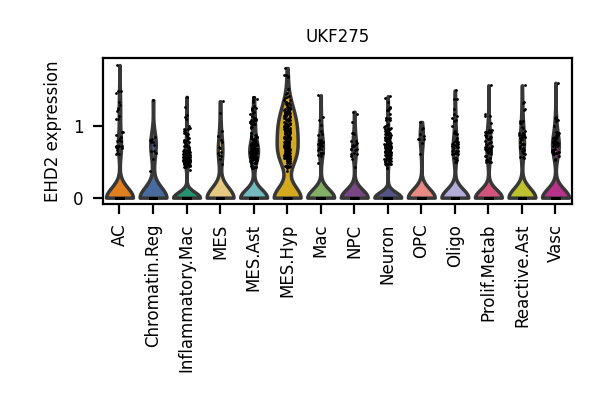 UKF275
EHD2 expression
1
0
AC
Chromatin.Reg
Inflammatory.Mac
MES
MES.Ast
MES.Hyp
Mac
NPC
Neuron
OPC
Oligo
Prolif.Metab
Reactive.Ast
Vasc